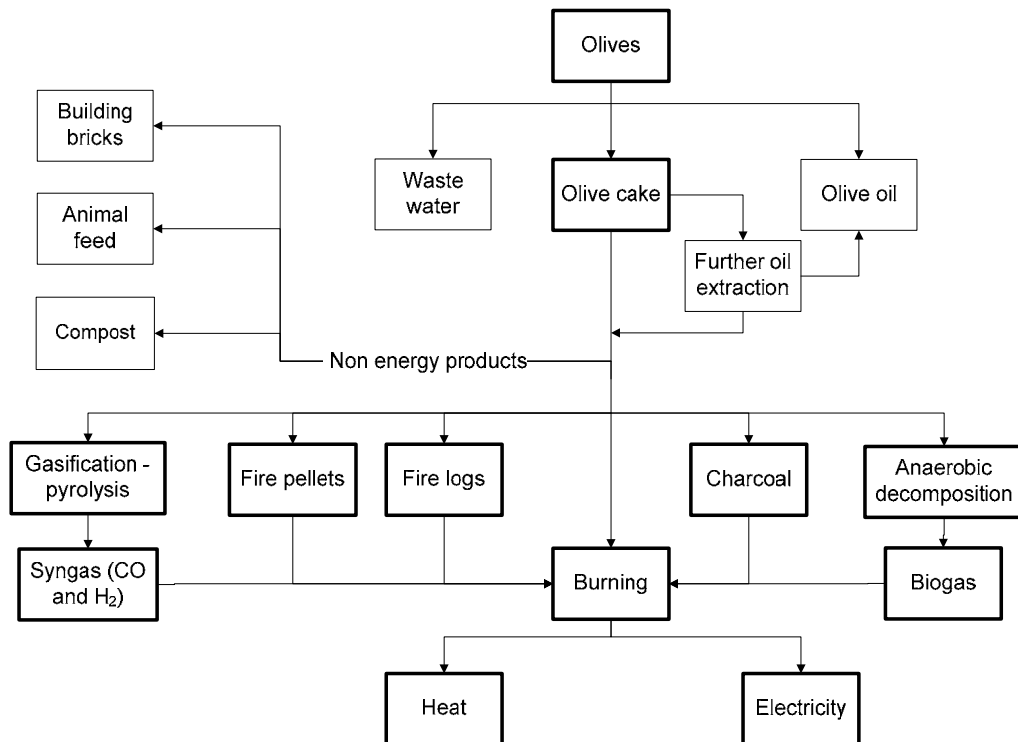 Olives
Building
bricks
Waste
water
Olive cake
Olive oil
Animal
feed
Further oil
extraction
Compost
Non energy products
Gasification -
pyrolysis
Fire pellets
Fire logs
Charcoal
Anaerobic
decomposition
Syngas (CO
and H₂)
Burning
Biogas
Heat
Electricity